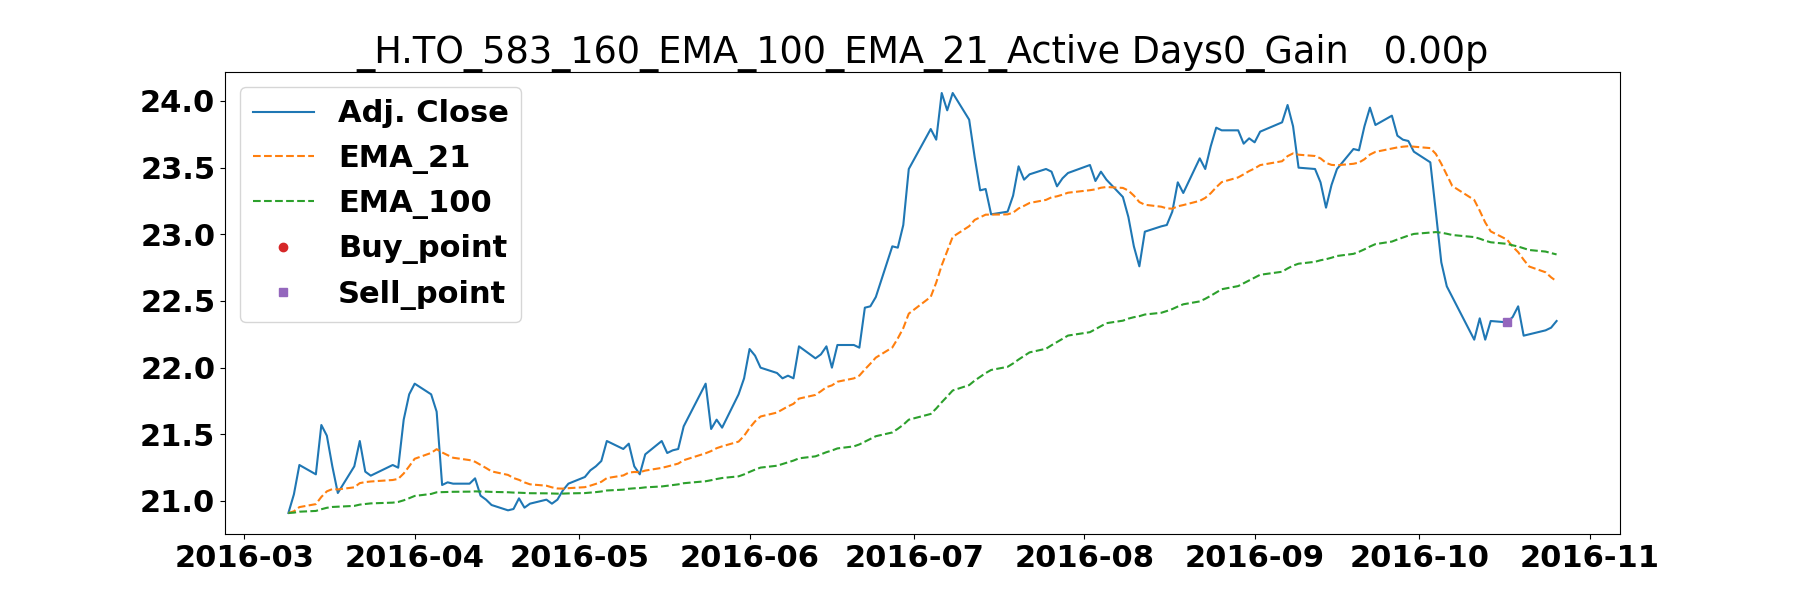 _H.TO_583_160_EMA_100_EMA_21_Active Days0_Gain   0.00p
24.0
23.5
23.0
22.5
22.0
21.5
21.0
Adj. Close
EMA_21
EMA_100
Buy_point
Sell_point
2016-03 2016-04 2016-05 2016-06 2016-07 2016-08 2016-09 2016-10 2016-11